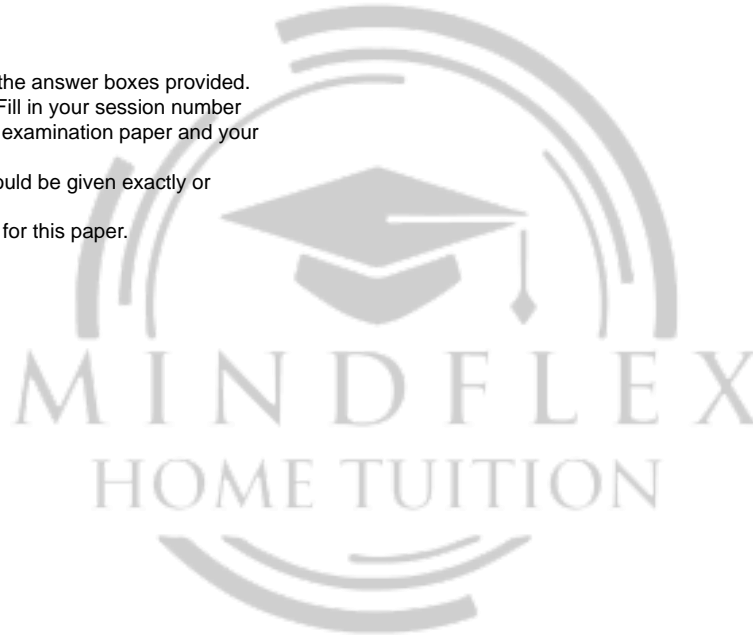 the answer boxes provided.
Fill in your session number
examination paper and your
ould be given exactly or
for this paper.
MINDFLEX
HOME TUITION